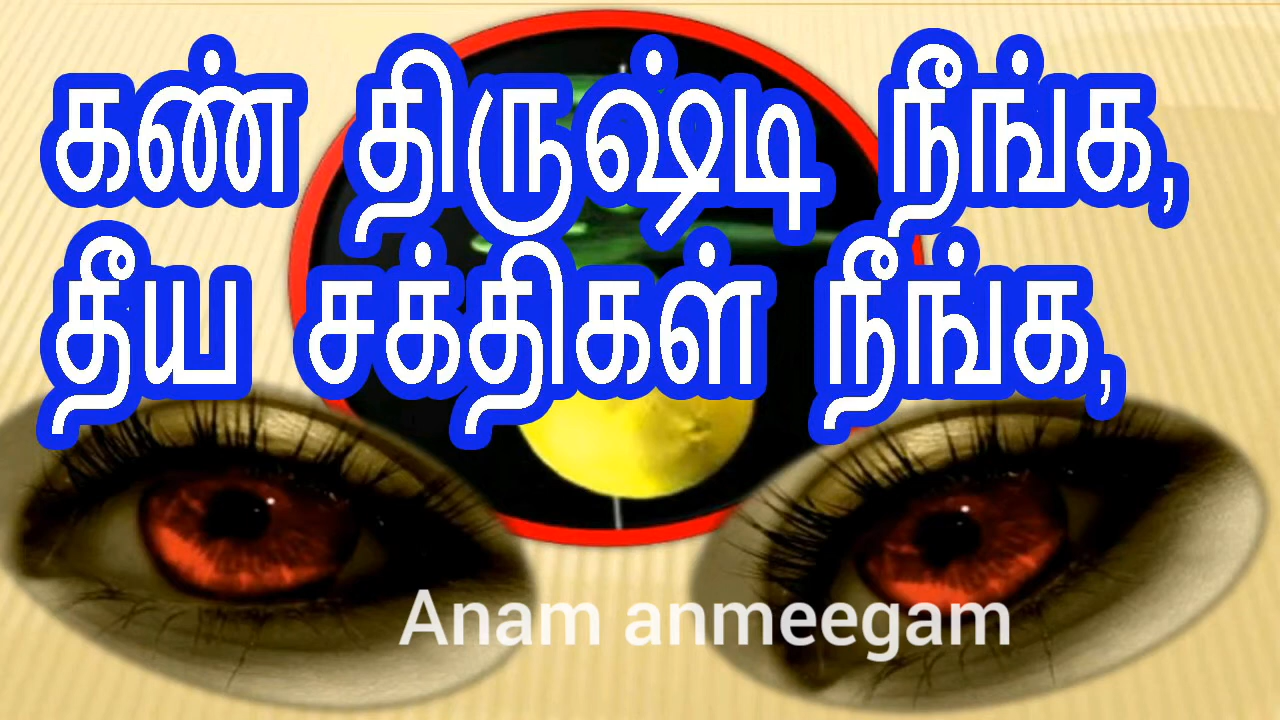 கண் திருஷ்டி நீங்க,
தீய சக்திகள் நீங்க,
Anam anmeegam